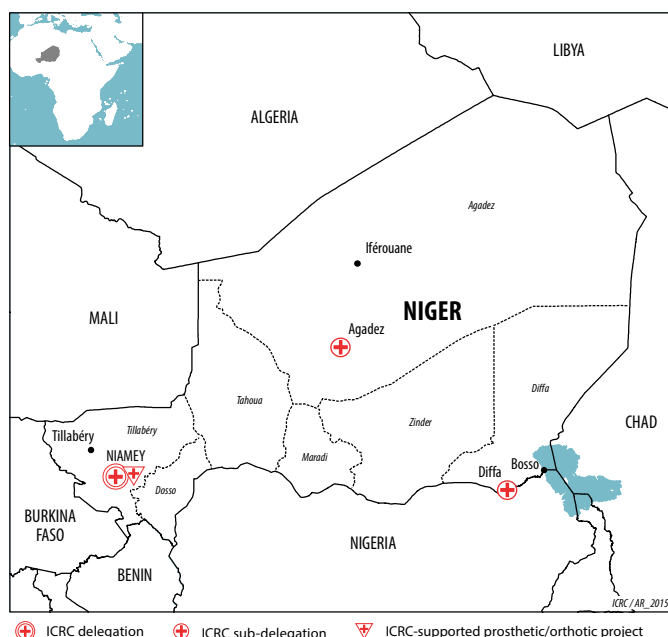 LIBYA
ALGERIA
Agadez
Iférouane
NIGER
MALI
Agadez
Diffa
Tahoua
Zinder
CHAD
Tillabéry
Tillabéry
Maradi
NIAMEY
Diffa
Bosso
Dosso
BURKINA
FASO
NIGERIA
BENIN
ICRC / AR_2015
ICRC delegation
ICRC sub-delegation
ICRC-supported prosthetic/orthotic project